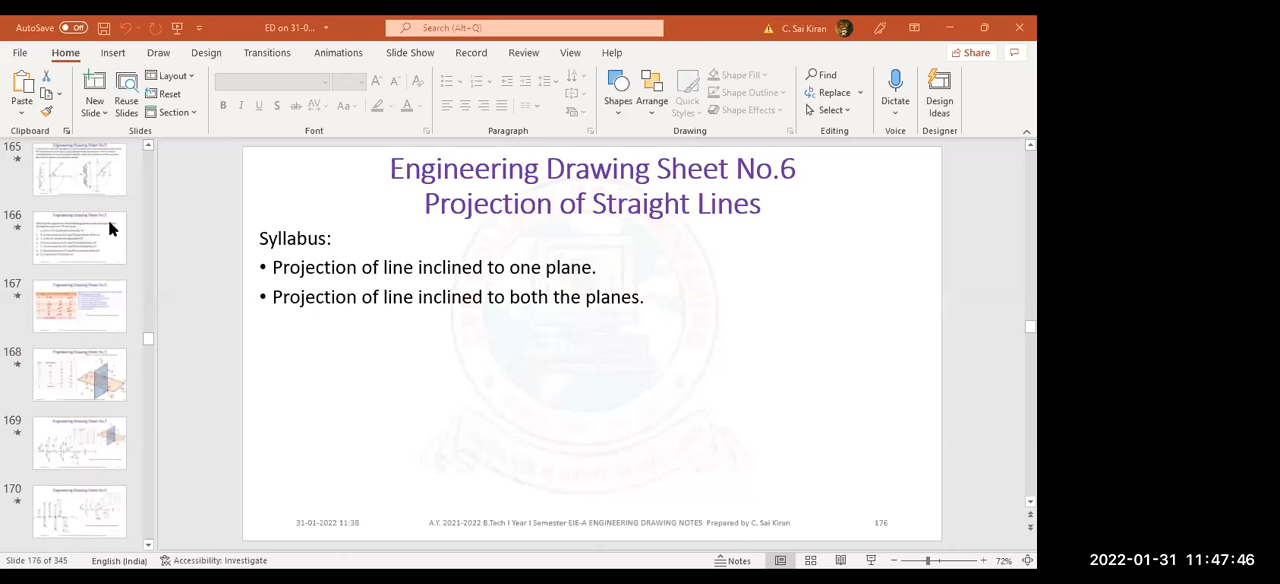 AutoSave Off ED on 31-0... Search (Alt+Q) C. Sai Kiran
File Home Insert Draw Design Transitions Animations Slide Show Record Review View Help Share
Paste New Slide Reuse Slides Layout Reset Section Shapes Arrange Quick Styles Shape Fill Shape Outline Shape Effects Find Replace Select Dictate Design Ideas
Clipboard Slides Font Paragraph Drawing Editing Voice Designer
165
166
167
168
169
170
Engineering Drawing Sheet No.6
Projection of Straight Lines
Syllabus:
• Projection of line inclined to one plane.
• Projection of line inclined to both the planes.
31-01-2022 11:38 A.Y. 2021-2022 B.Tech I Year I Semester EIE-A ENGINEERING DRAWING NOTES Prepared by C. Sai Kiran 176
Slide 176 of 345 English (India) Accessibility: Investigate Notes 72%
2022-01-31 11:47:46